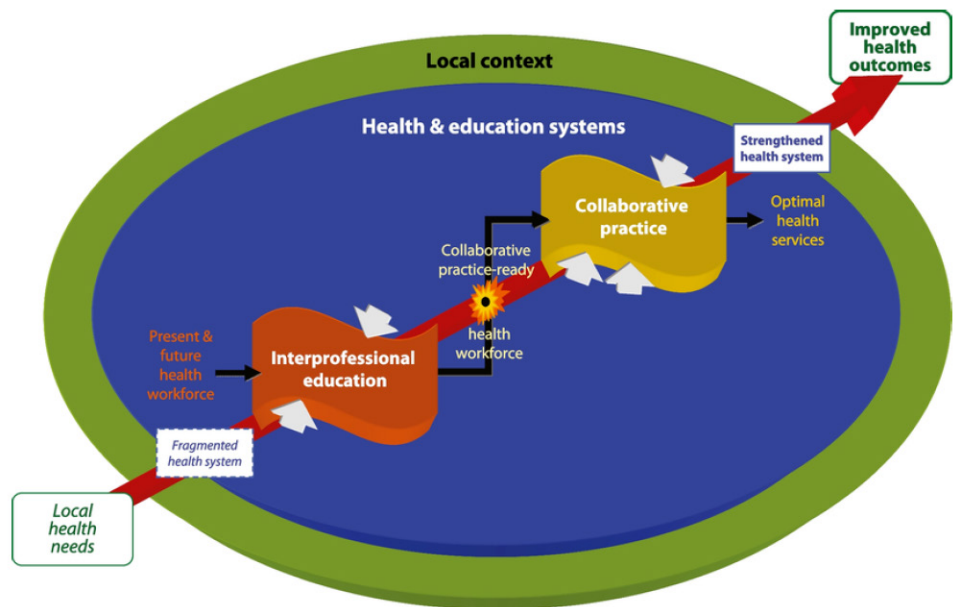 Improved
health
outcomes
Local context
Health & education systems
Strengthened
health system
Collaborative
practice
Optimal
health
services
Collaborative
practice-ready
health
workforce
Present &
future
health
workforce
Interprofessional
education
Fragmented
health system
Local
health
needs